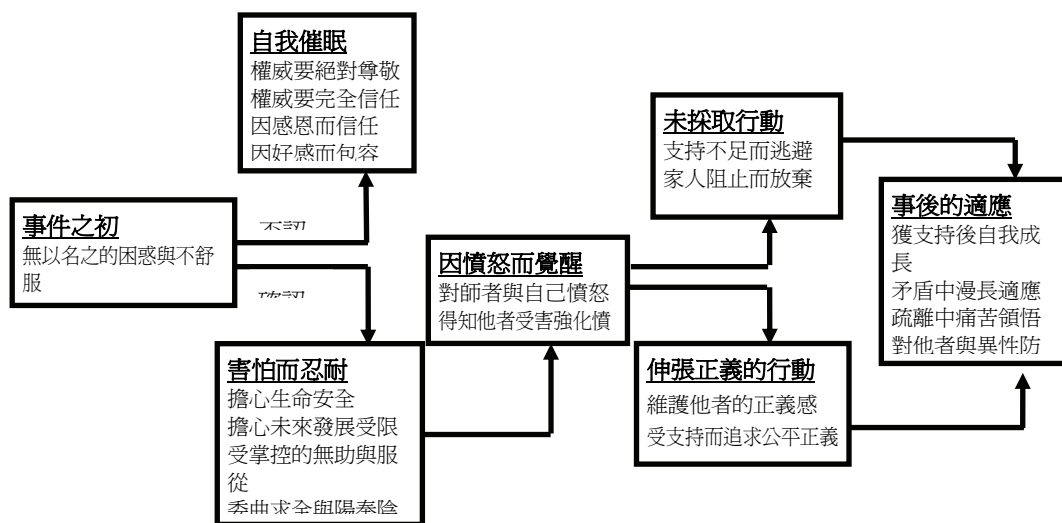 自我催眠
權威要絕對尊敬
權威要完全信任
因感恩而信任
因好感而包容
事件之初
無以名之的困惑與不舒
服
害怕而忍耐
擔心生命安全
擔心未來發展受限
受掌控的無助與服
從
委曲求全與陽奉陰
因憤怒而覺醒
對師者與自己憤怒
得知他者受害強化憤
未採取行動
支持不足而逃避
家人阻止而放棄
伸張正義的行動
維護他者的正義感
受支持而追求公平正義
事後的適應
獲支持後自我成
長
矛盾中漫長適應
疏離中痛苦領悟
對他者與異性防